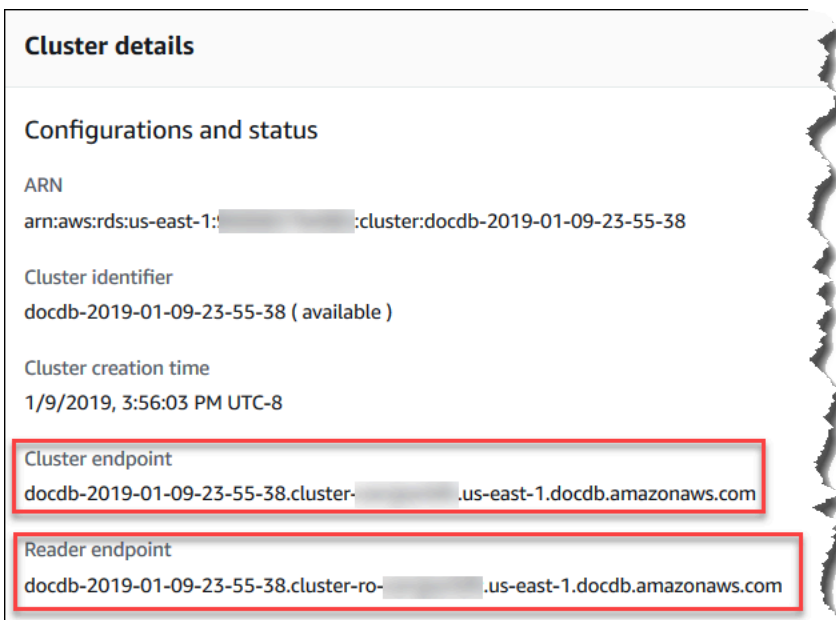 Cluster details
Configurations and status
ARN
arn:aws:rds:us-east-1: :cluster:docdb-2019-01-09-23-55-38
Cluster identifier
docdb-2019-01-09-23-55-38 ( available )
Cluster creation time
1/9/2019, 3:56:03 PM UTC-8
Cluster endpoint
docdb-2019-01-09-23-55-38.cluster- .us-east-1.docdb.amazonaws.com
Reader endpoint
docdb-2019-01-09-23-55-38.cluster-ro- .us-east-1.docdb.amazonaws.com